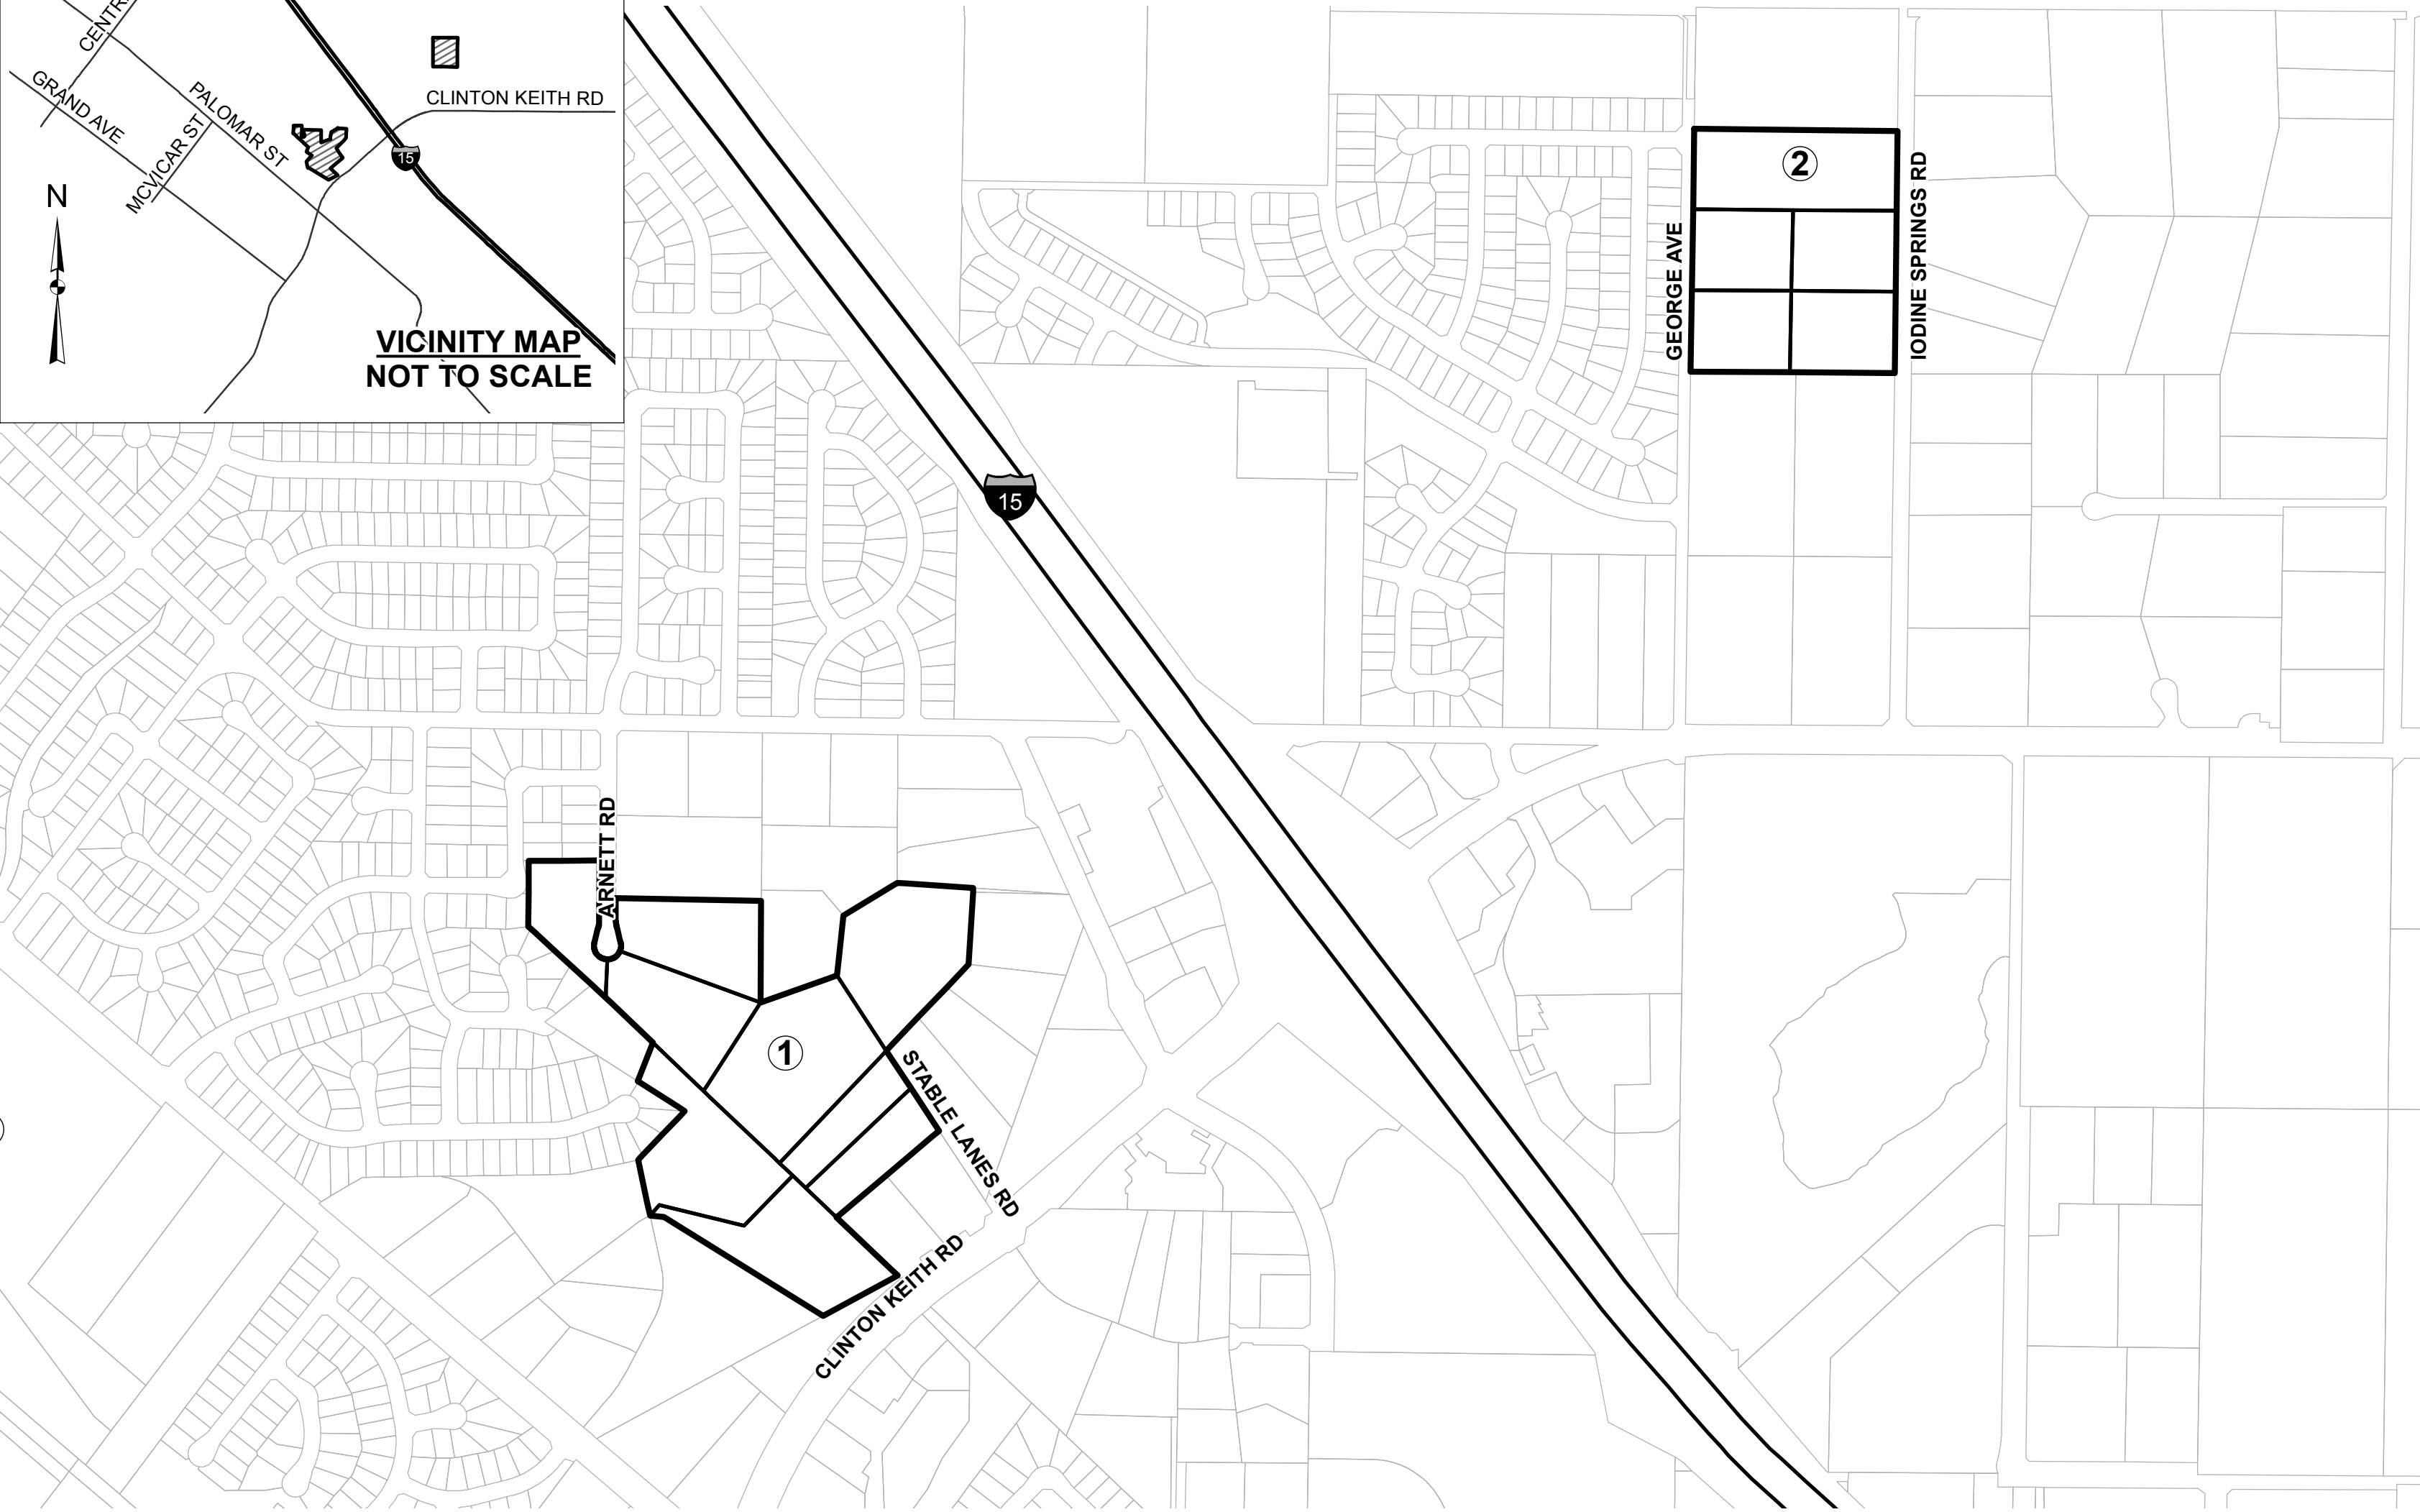 CENTR
GRAND AVE
PALOMAR ST
MCVICAR ST
CLINTON KEITH RD
15
N
VICINITY MAP
NOT TO SCALE
2
GEORGE AVE
IODINE SPRINGS RD
15
ARNETT RD
1
STABLE LANES RD
CLINTON KEITH RD